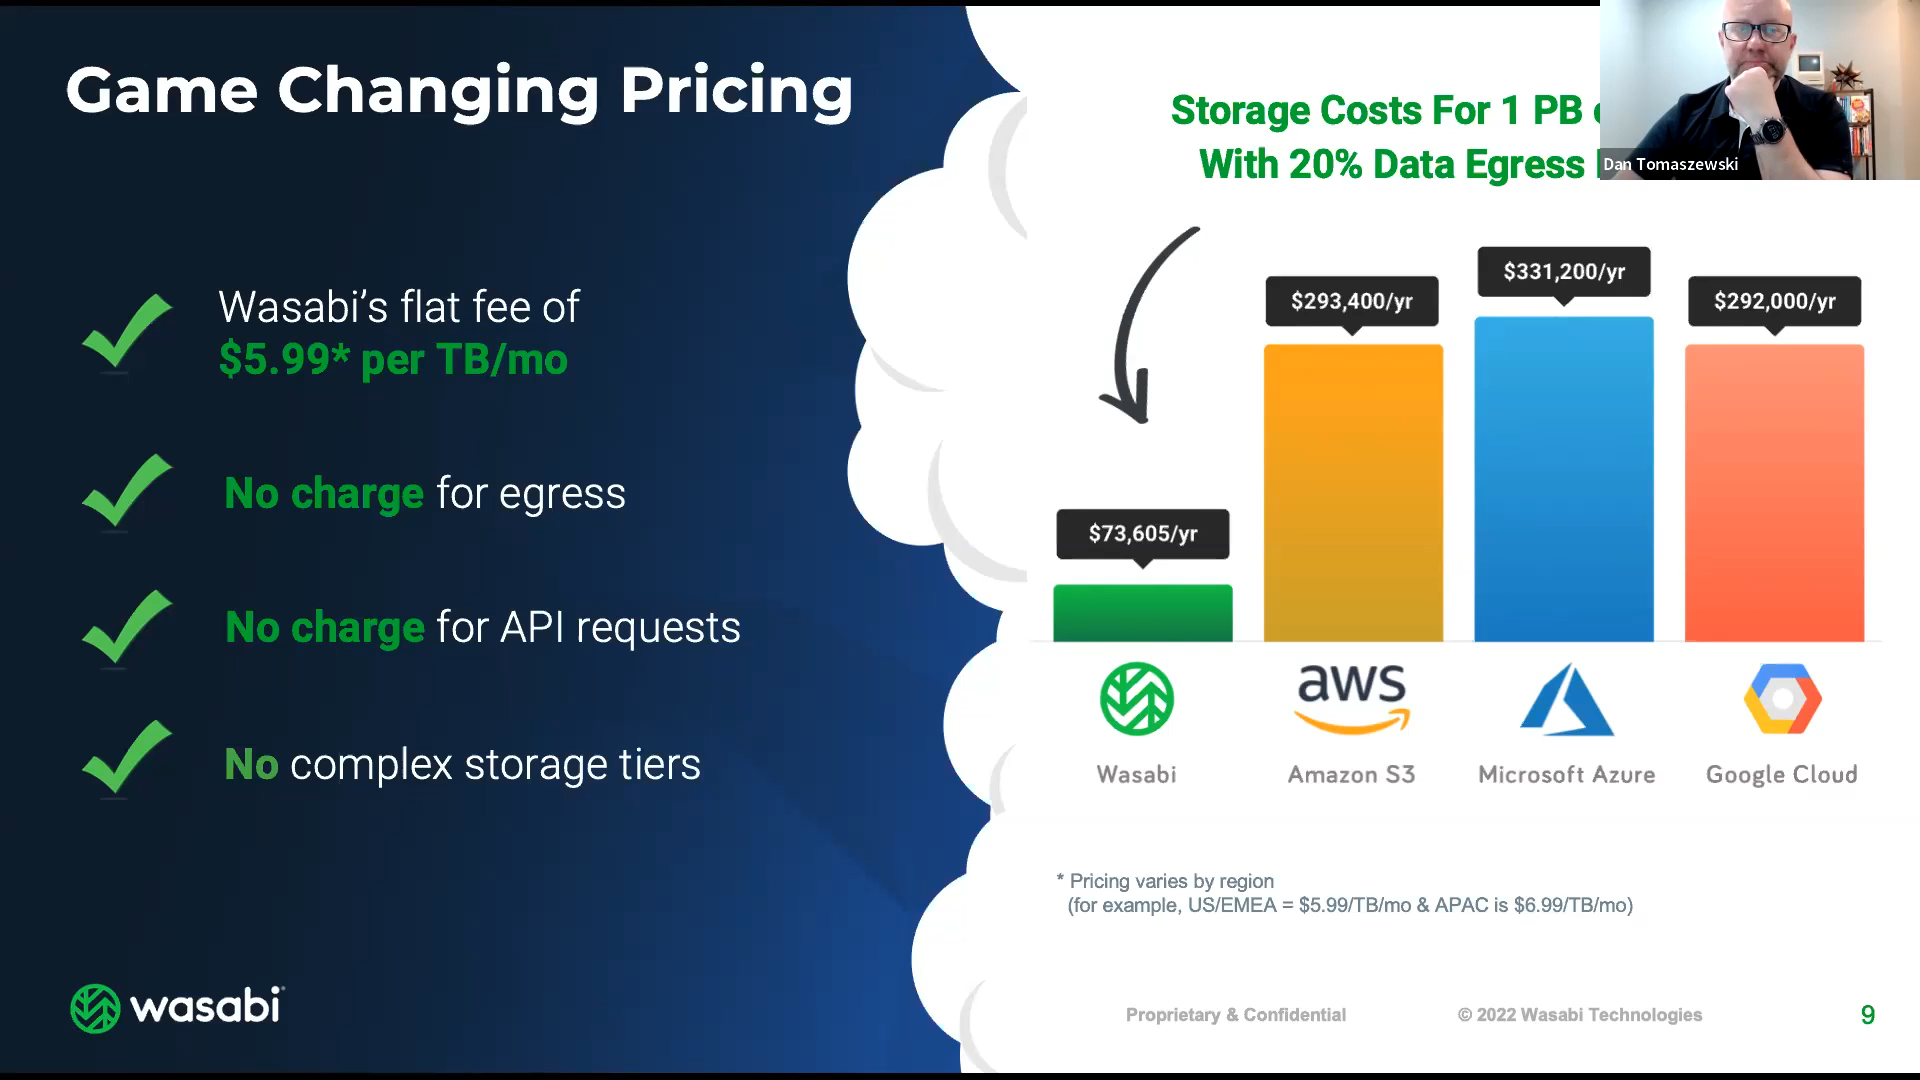 Game Changing Pricing
Wasabi’s flat fee of
$5.99* per TB/mo
No charge for egress
No charge for API requests
No complex storage tiers
wasabi
Storage Costs For 1 PB
With 20% Data Egress
Dan Tomaszewski
$73,605/yr
$293,400/yr
$331,200/yr
$292,000/yr
aws
Wasabi
Amazon S3
Microsoft Azure
Google Cloud
* Pricing varies by region
(for example, US/EMEA = $5.99/TB/mo & APAC is $6.99/TB/mo)
Proprietary & Confidential
© 2022 Wasabi Technologies
9